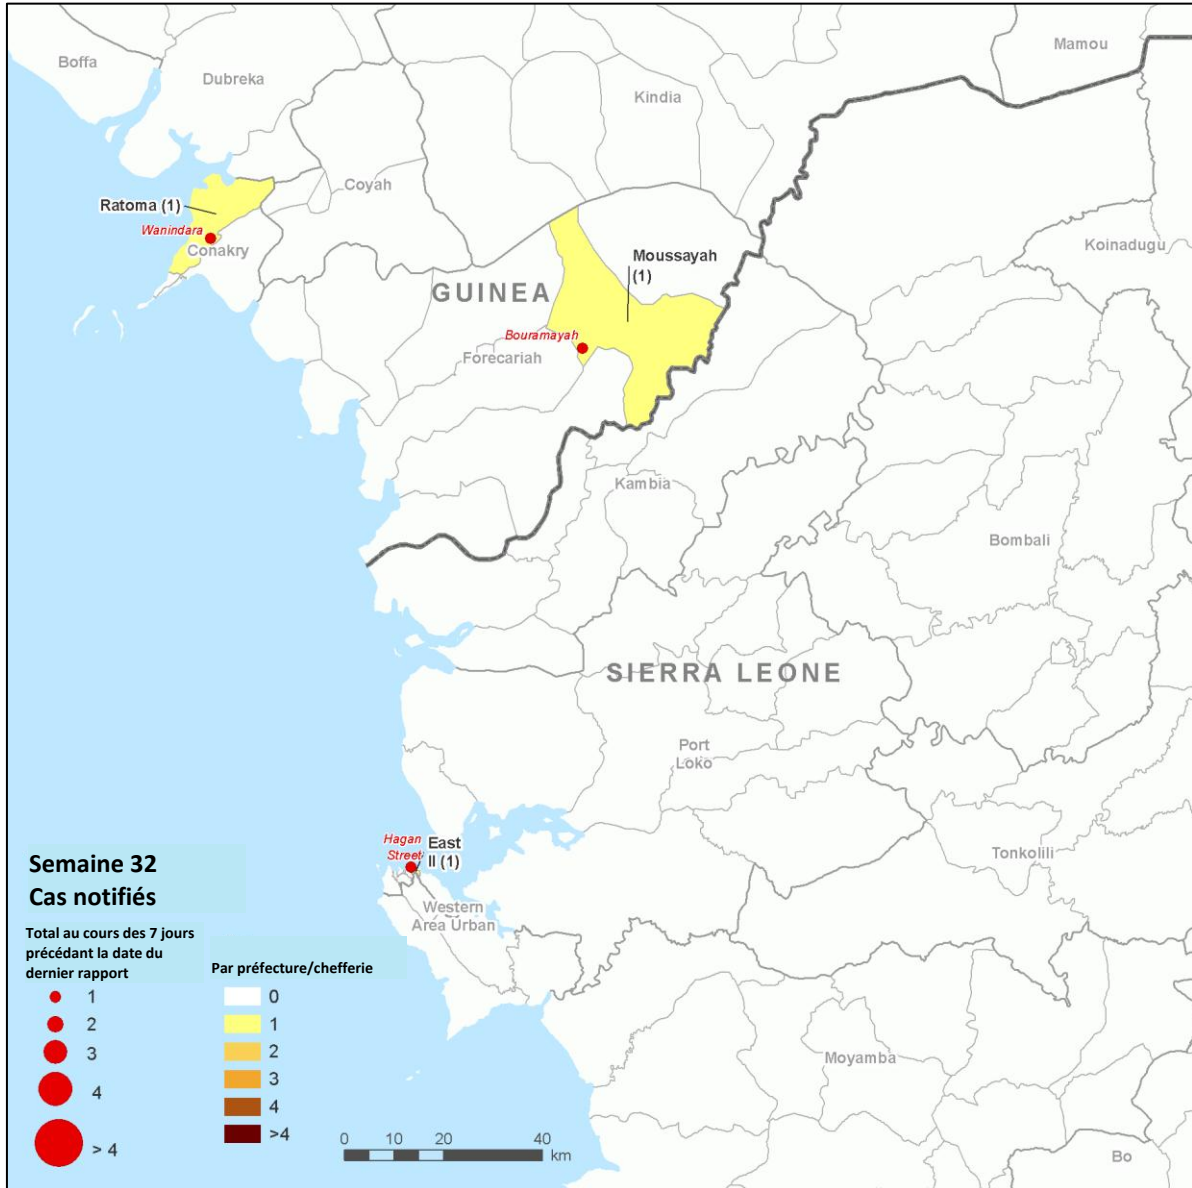 Mamou
Boffa
Dubreka
Kindia
Coyah
Ratoma (1)
Wanindara
Conakry
Koinadugu
Moussayah
(1)
GUINEA
Bouramayah
Forecariah
Kambia
Bombali
SIERRA LEONE
Port
Loko
Hagan
Street
East
II (1)
Tonkolili
Western
Area Urban
Semaine 32
Cas notifiés
Total au cours des 7 jours
précédant la date du
dernier rapport
1
2
3
4
> 4
Par préfecture/chefferie
0
1
2
3
4
>4
0 10 20 40
km
Moyamba
Bo